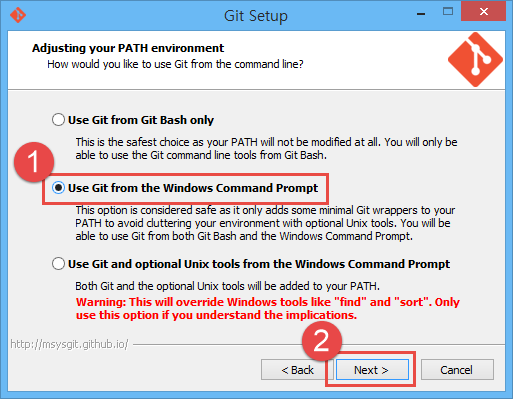 Git Setup
Adjusting your PATH environment
How would you like to use Git from the command line?
Use Git from Git Bash only
This is the safest choice as your PATH will not be modified at all. You will only be
able to use the Git command line tools from Git Bash.
1
Use Git from the Windows Command Prompt
This option is considered safe as it only adds some minimal Git wrappers to your
PATH to avoid cluttering your environment with optional Unix tools. You will be
able to use Git from both Git Bash and the Windows Command Prompt.
Use Git and optional Unix tools from the Windows Command Prompt
Both Git and the optional Unix tools will be added to your PATH.
Warning: This will override Windows tools like "find" and "sort". Only
use this option if you understand the implications.
http://msysgit.github.io/
2
< Back Next > Cancel